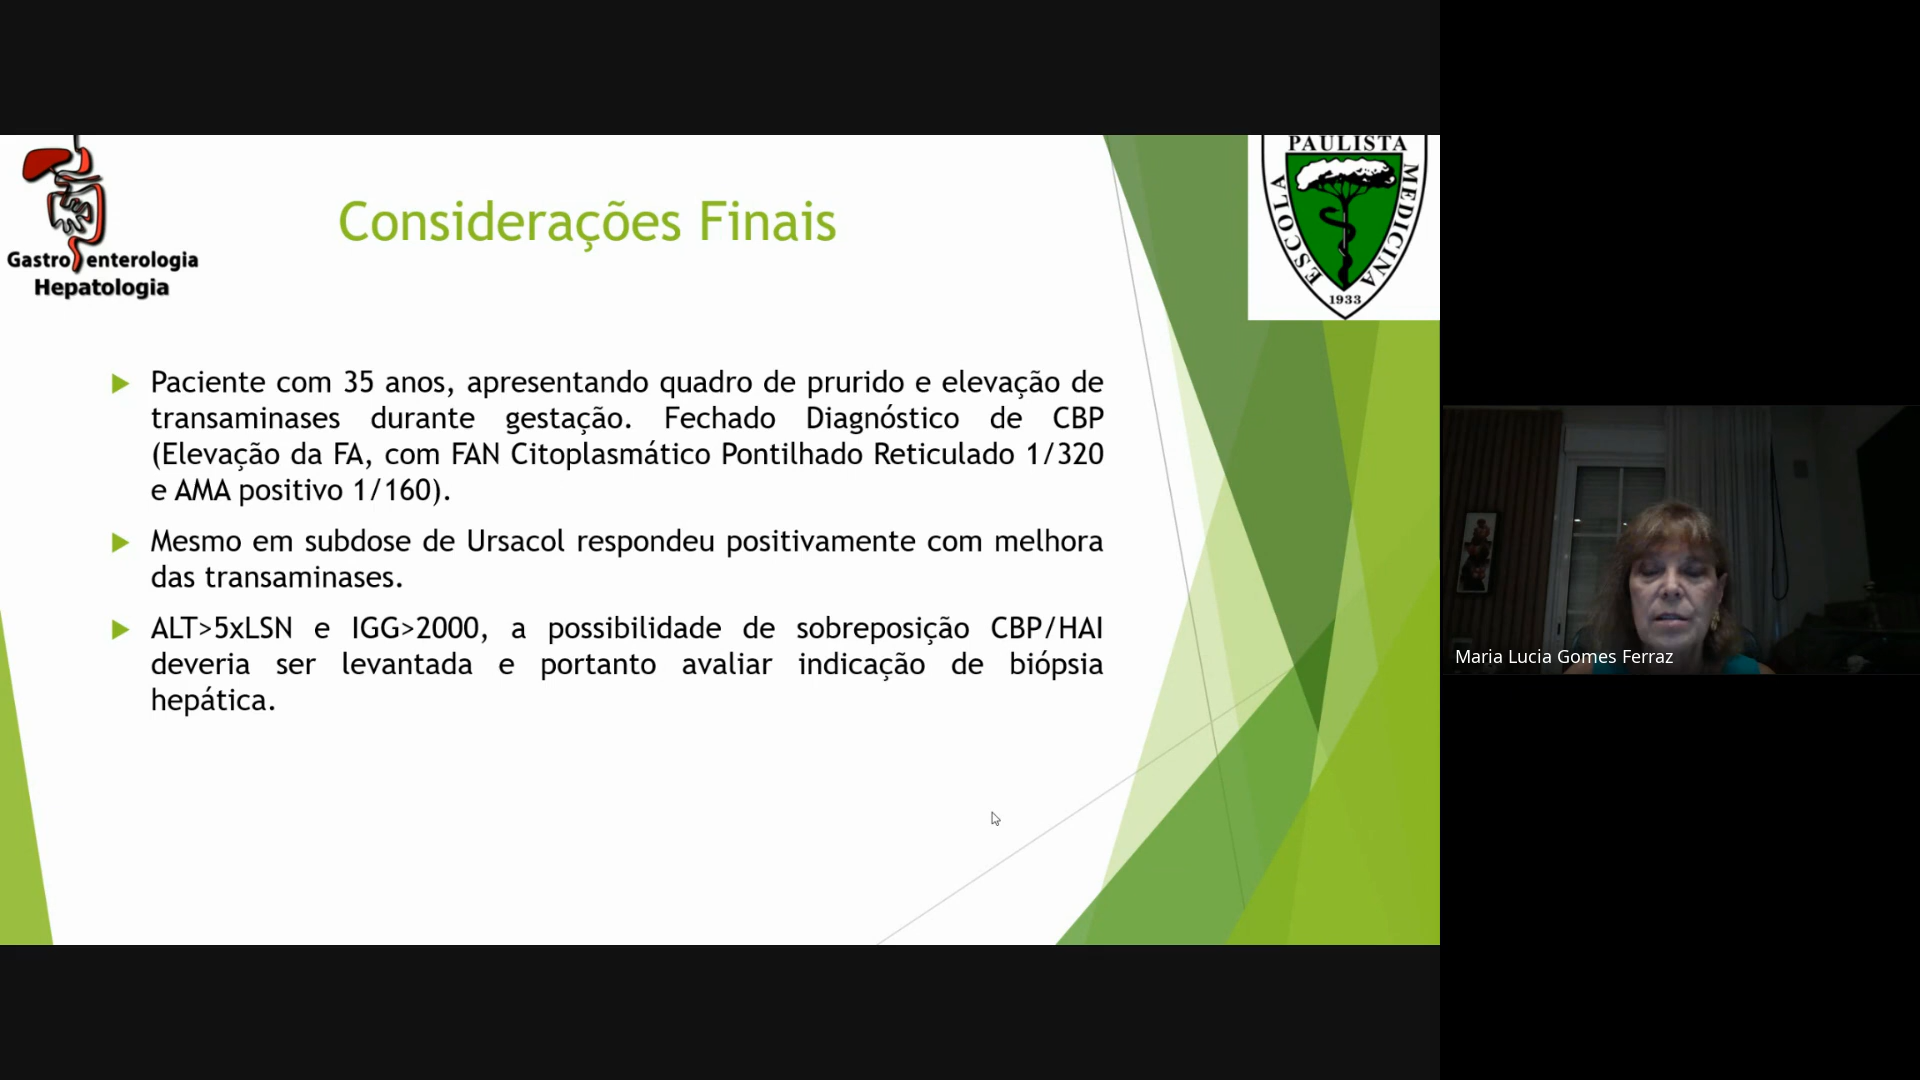 Gastroenterologia
Hepatologia
Considerações Finais
PAULISTA
ESCOLA
MEDICINA
1933
Paciente com 35 anos, apresentando quadro de prurido e elevação de
transaminases durante gestação. Fechado Diagnóstico de CBP
(Elevação da FA, com FAN Citoplasmático Pontilhado Reticulado 1/320
e AMA positivo 1/160).
Mesmo em subdose de Ursacol respondeu positivamente com melhora
das transaminases.
ALT>5xLSN e IGG>2000, a possibilidade de sobreposição CBP/HAI
deveria ser levantada e portanto avaliar indicação de biópsia
hepática.
Maria Lucia Gomes Ferraz